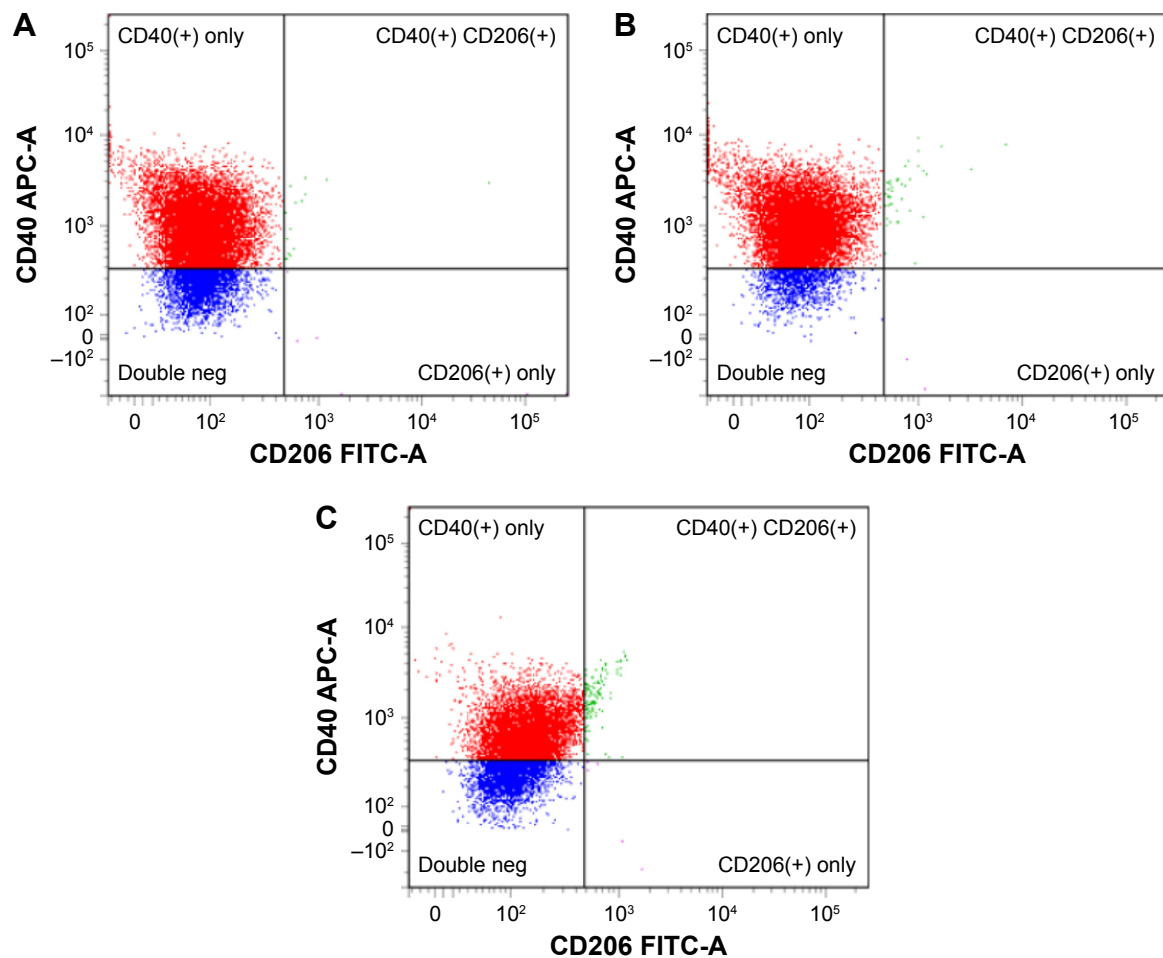 A
CD40(+) only
CD40(+) CD206(+)
10⁵
10⁴
10³
10²
0
–10²
CD40 APC-A
Double neg
CD206(+) only
0
10²
10³
10⁴
10⁵
CD206 FITC-A
B
CD40(+) only
CD40(+) CD206(+)
10⁵
10⁴
10³
10²
0
–10²
CD40 APC-A
Double neg
CD206(+) only
0
10²
10³
10⁴
10⁵
CD206 FITC-A
C
CD40(+) only
CD40(+) CD206(+)
10⁵
10⁴
10³
10²
0
–10²
CD40 APC-A
Double neg
CD206(+) only
0
10²
10³
10⁴
10⁵
CD206 FITC-A